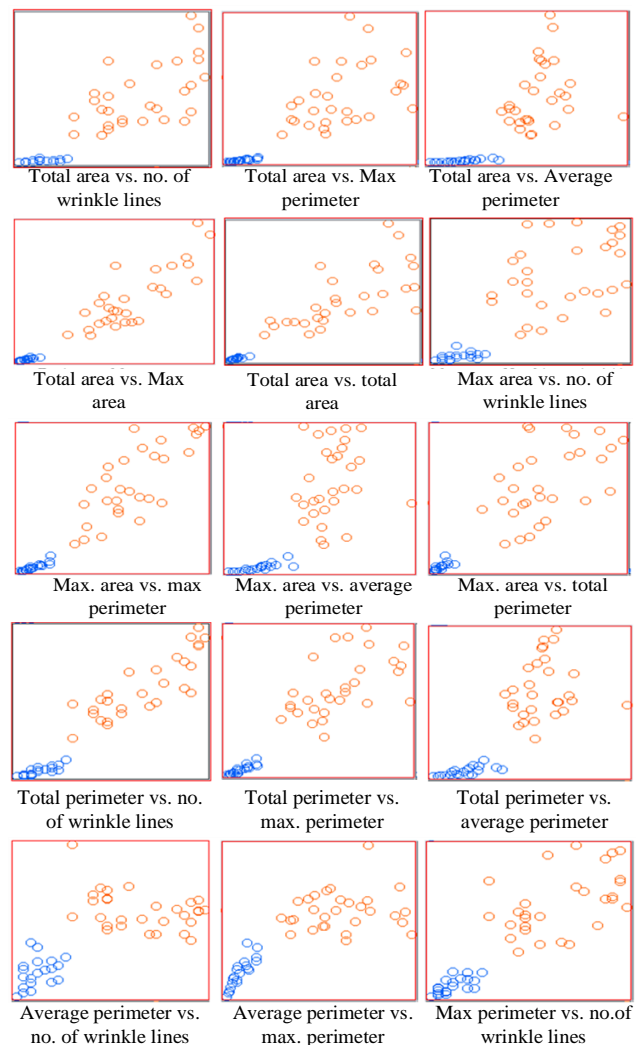 Total area vs. no. of
wrinkle lines
Total area vs. Max
perimeter
Total area vs. Average
perimeter
Total area vs. Max
area
Total area vs. total
area
Max area vs. no. of
wrinkle lines
Max. area vs. max
perimeter
Max. area vs. average
perimeter
Max. area vs. total
perimeter
Total perimeter vs. no.
of wrinkle lines
Total perimeter vs.
max. perimeter
Total perimeter vs.
average perimeter
Average perimeter vs.
no. of wrinkle lines
Average perimeter vs.
max. perimeter
Max perimeter vs. no.of
wrinkle lines